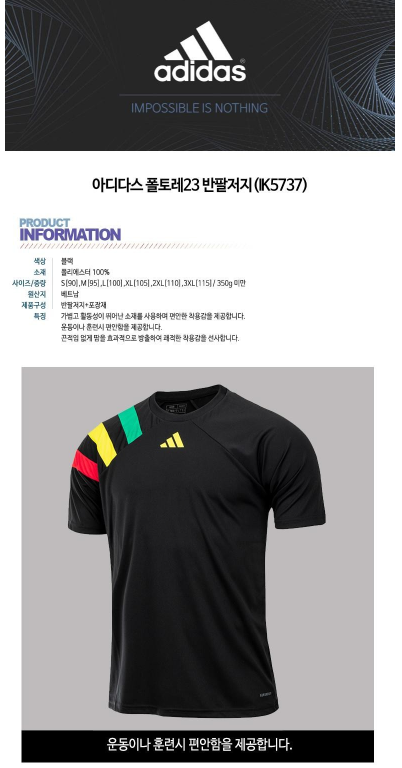 adidas
IMPOSSIBLE IS NOTHING
아디다스 폴토레23 반팔저지 (IK5737)
PRODUCT
INFORMATION
색상 블랙
소재 폴리에스터 100%
사이즈/중량 S[90],M[95],L[100],XL[105],2XL[110],3XL[115] / 350g 미만
원산지 베트남
제품구성 반팔저지+포장재
특징 가볍고 활동성이 뛰어난 소재를 사용하며 편안한 착용감을 제공합니다.
운동이나 훈련시 편안함을 제공합니다.
끈적임 없게 땀을 효과적으로 방출하여 쾌적한 착용감을 선사합니다.
운동이나 훈련시 편안함을 제공합니다.